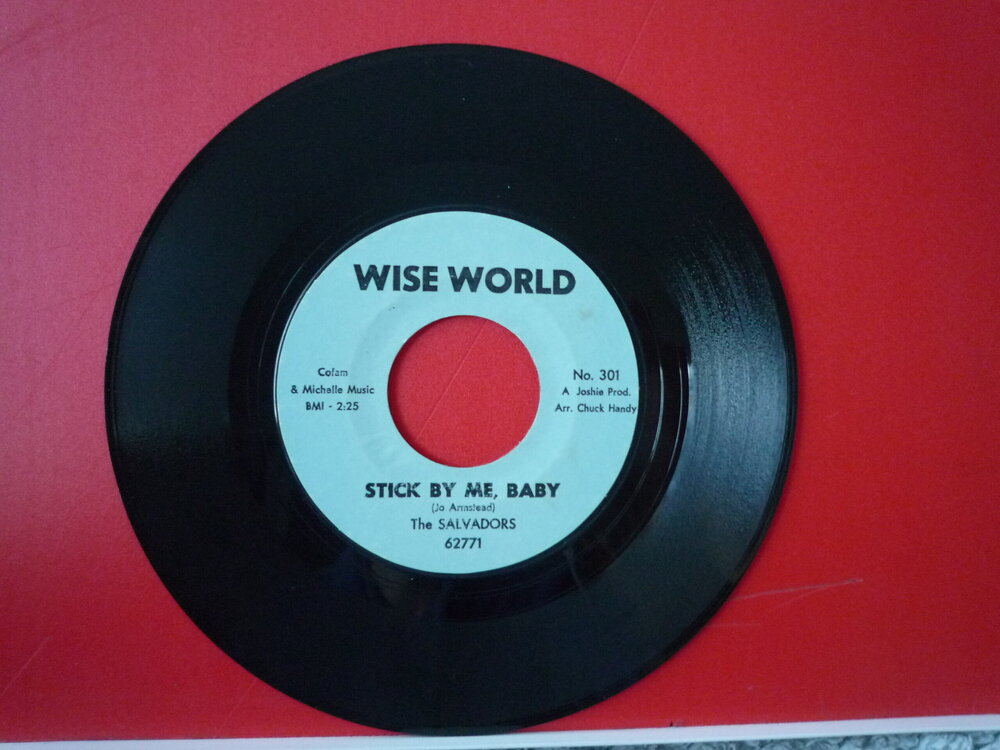 WISE WORLD
Cofam
& Michelle Music
BMI - 2:25
No. 301
A Joshie Prod.
Arr. Chuck Handy
STICK BY ME, BABY
(Jo Armstead)
The SALVADORS
62771